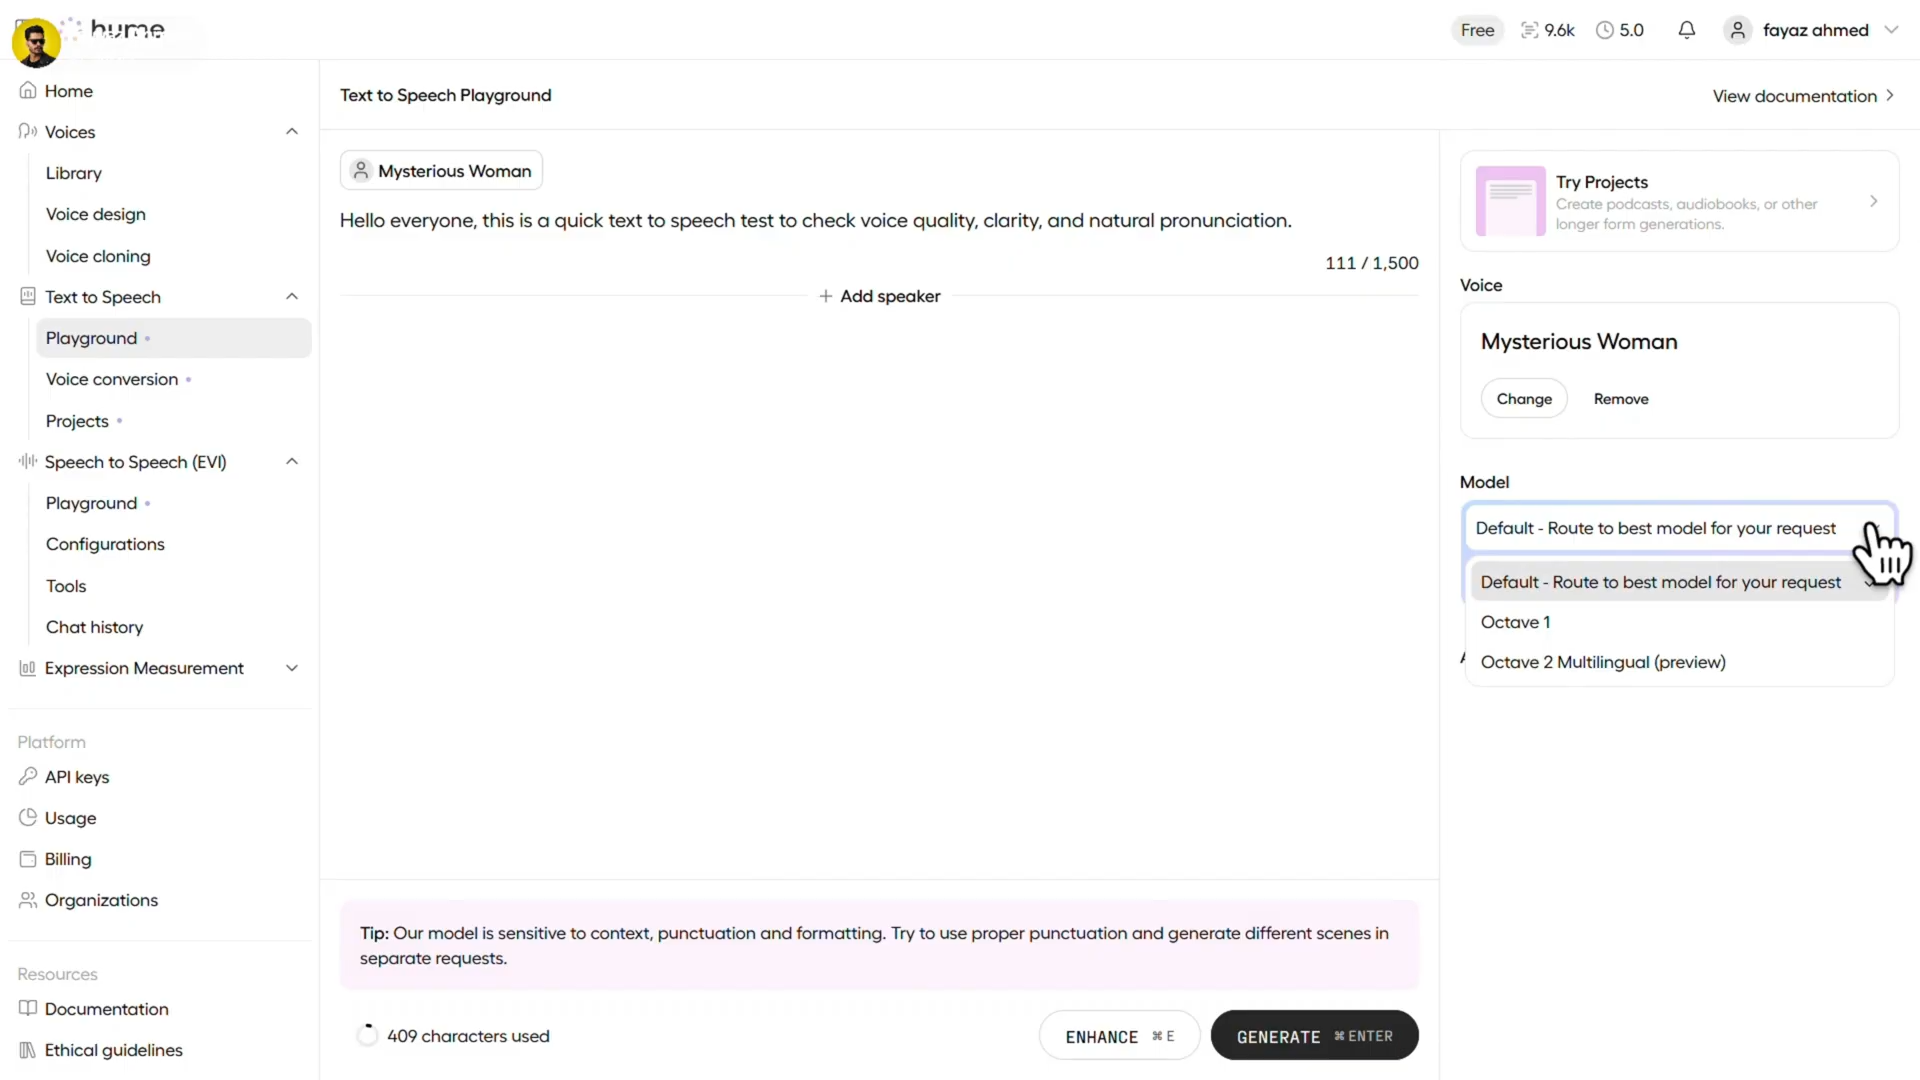 hume
Free
9.6k
5.0
fayaz ahmed
Home
Voices
Library
Voice design
Voice cloning
Text to Speech
Playground
Voice conversion
Projects
Speech to Speech (EVI)
Playground
Configurations
Tools
Chat history
Expression Measurement
Platform
API keys
Usage
Billing
Organizations
Resources
Documentation
Ethical guidelines
Text to Speech Playground
View documentation
Mysterious Woman
Hello everyone, this is a quick text to speech test to check voice quality, clarity, and natural pronunciation.
111 / 1,500
+ Add speaker
Tip: Our model is sensitive to context, punctuation and formatting. Try to use proper punctuation and generate different scenes in
separate requests.
409 characters used
ENHANCE ⌘ E
GENERATE ⌘ ENTER
Try Projects
Create podcasts, audiobooks, or other
longer form generations.
Voice
Mysterious Woman
Change
Remove
Model
Default - Route to best model for your request
Default - Route to best model for your request
Octave 1
Octave 2 Multilingual (preview)